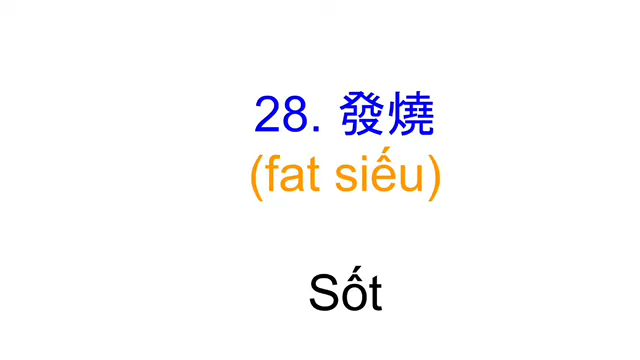 28. 發燒
(fat siếu)
Sốt